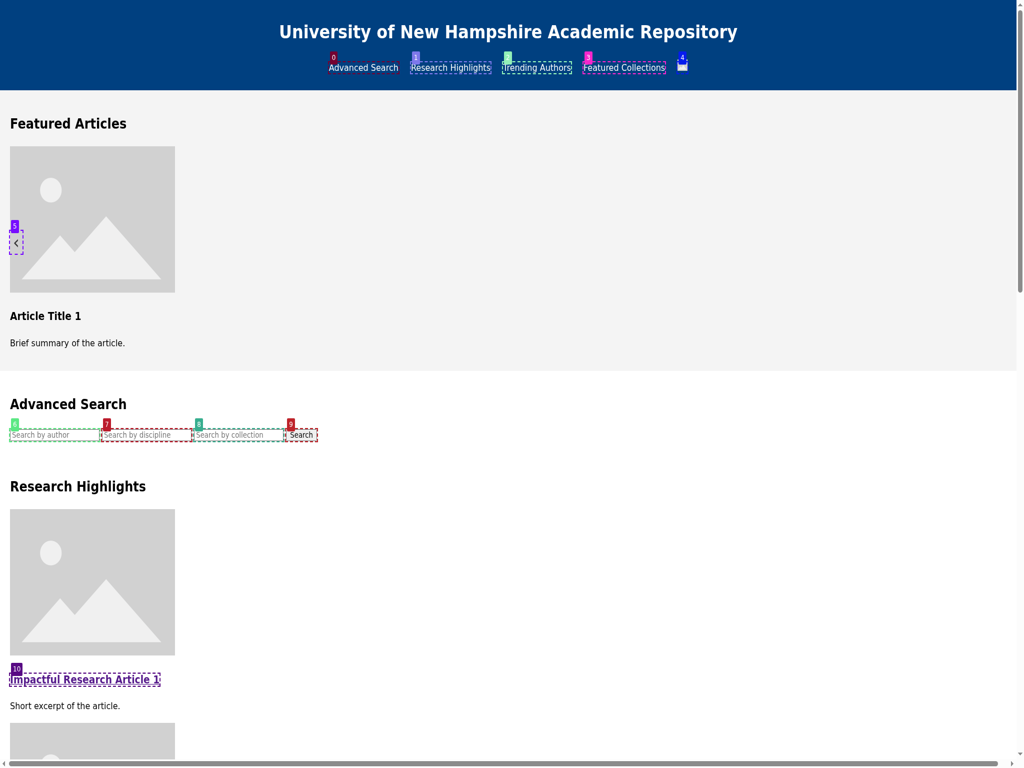 University of New Hampshire Academic Repository
0
1
2
3
4
Advanced Search
Research Highlights
Trending Authors
Featured Collections
Featured Articles
5
Article Title 1
Brief summary of the article.
Advanced Search
6
7
8
9
Search by author
Search by discipline
Search by collection
Search
Research Highlights
10
Impactful Research Article 1
Short excerpt of the article.